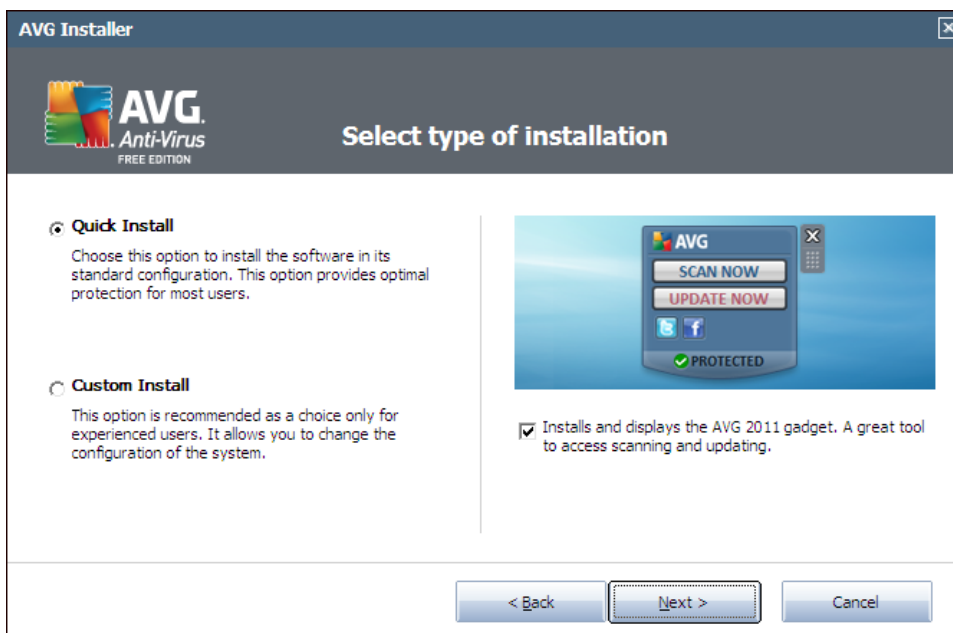 AVG Installer
AVG.
Anti-Virus
FREE EDITION
Select type of installation
Quick Install
Choose this option to install the software in its
standard configuration. This option provides optimal
protection for most users.
Custom Install
This option is recommended as a choice only for
experienced users. It allows you to change the
configuration of the system.
AVG
SCAN NOW
UPDATE NOW
PROTECTED
Installs and displays the AVG 2011 gadget. A great tool
to access scanning and updating.
< Back
Next >
Cancel